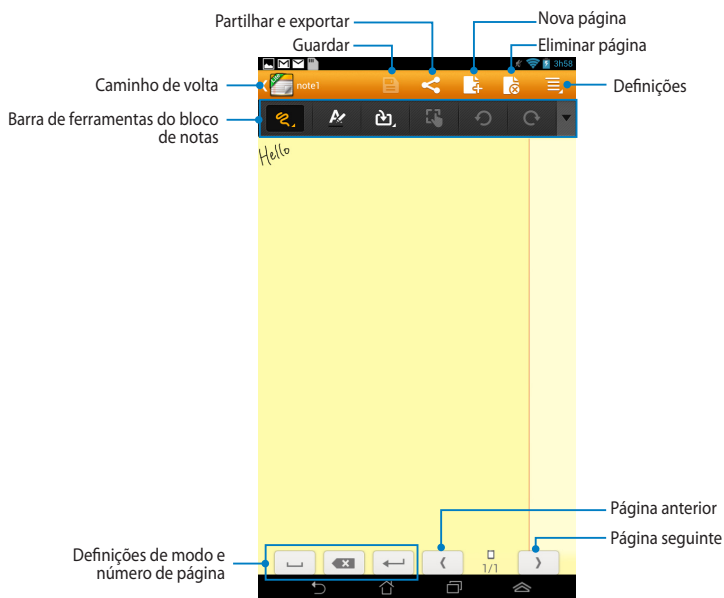 Partilhar e exportar
Nova página
Guardar
Eliminar página
3h58
Caminho de volta
note1
Definições
Barra de ferramentas do bloco
de notas
Hello
Página anterior
Página seguinte
Definições de modo e
número de página
1/1